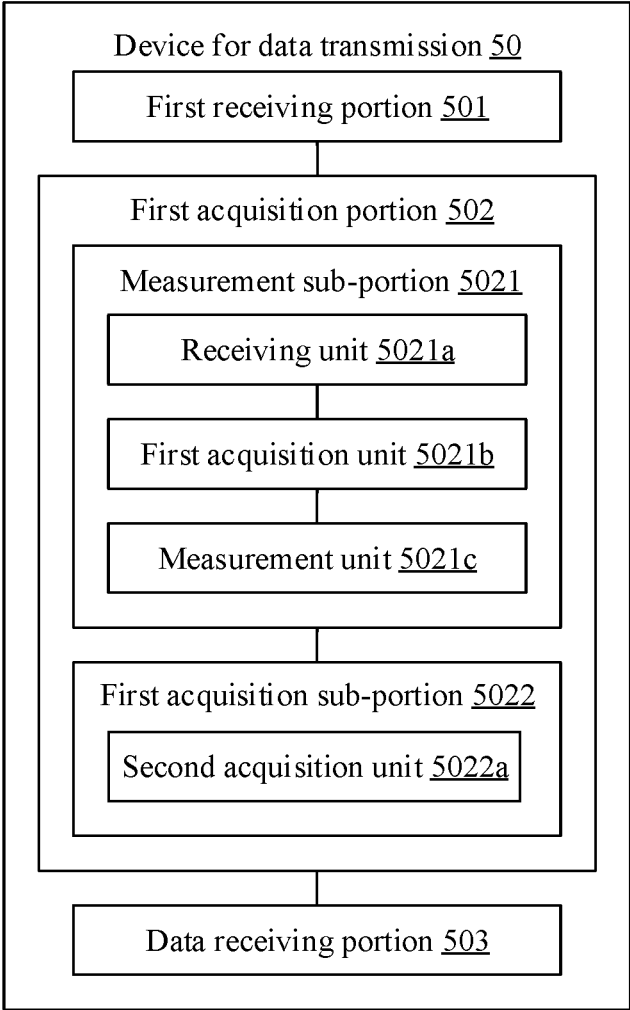 Device for data transmission 50
First receiving portion 501
First acquisition portion 502
Measurement sub-portion 5021
Receiving unit 5021a
First acquisition unit 5021b
Measurement unit 5021c
First acquisition sub-portion 5022
Second acquisition unit 5022a
Data receiving portion 503